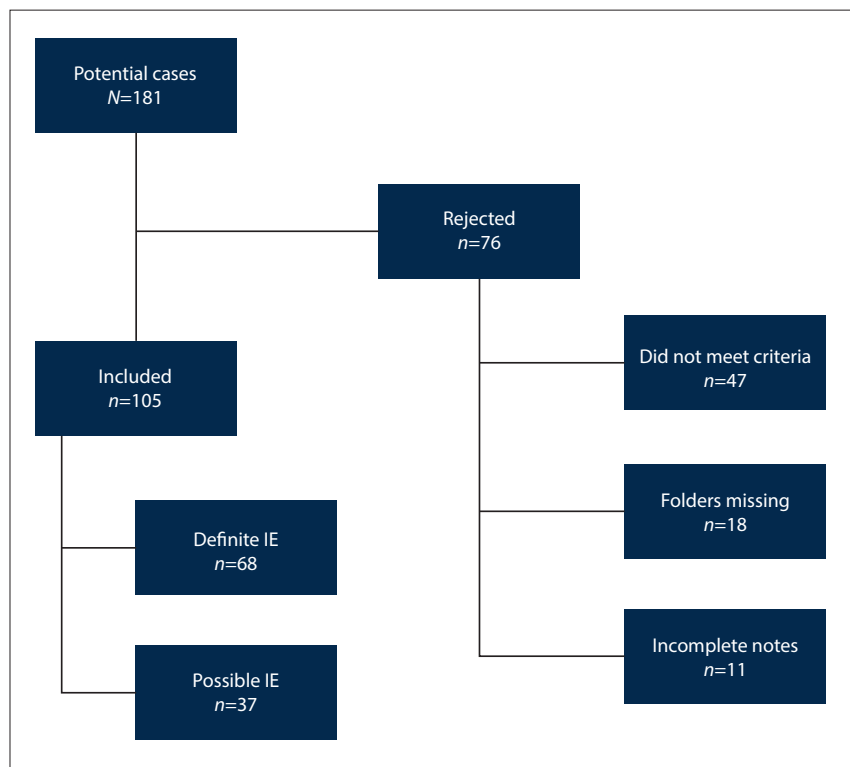 Potential cases
N=181
Rejected
n=76
Included
n=105
Did not meet criteria
n=47
Folders missing
n=18
Definite IE
n=68
Incomplete notes
n=11
Possible IE
n=37